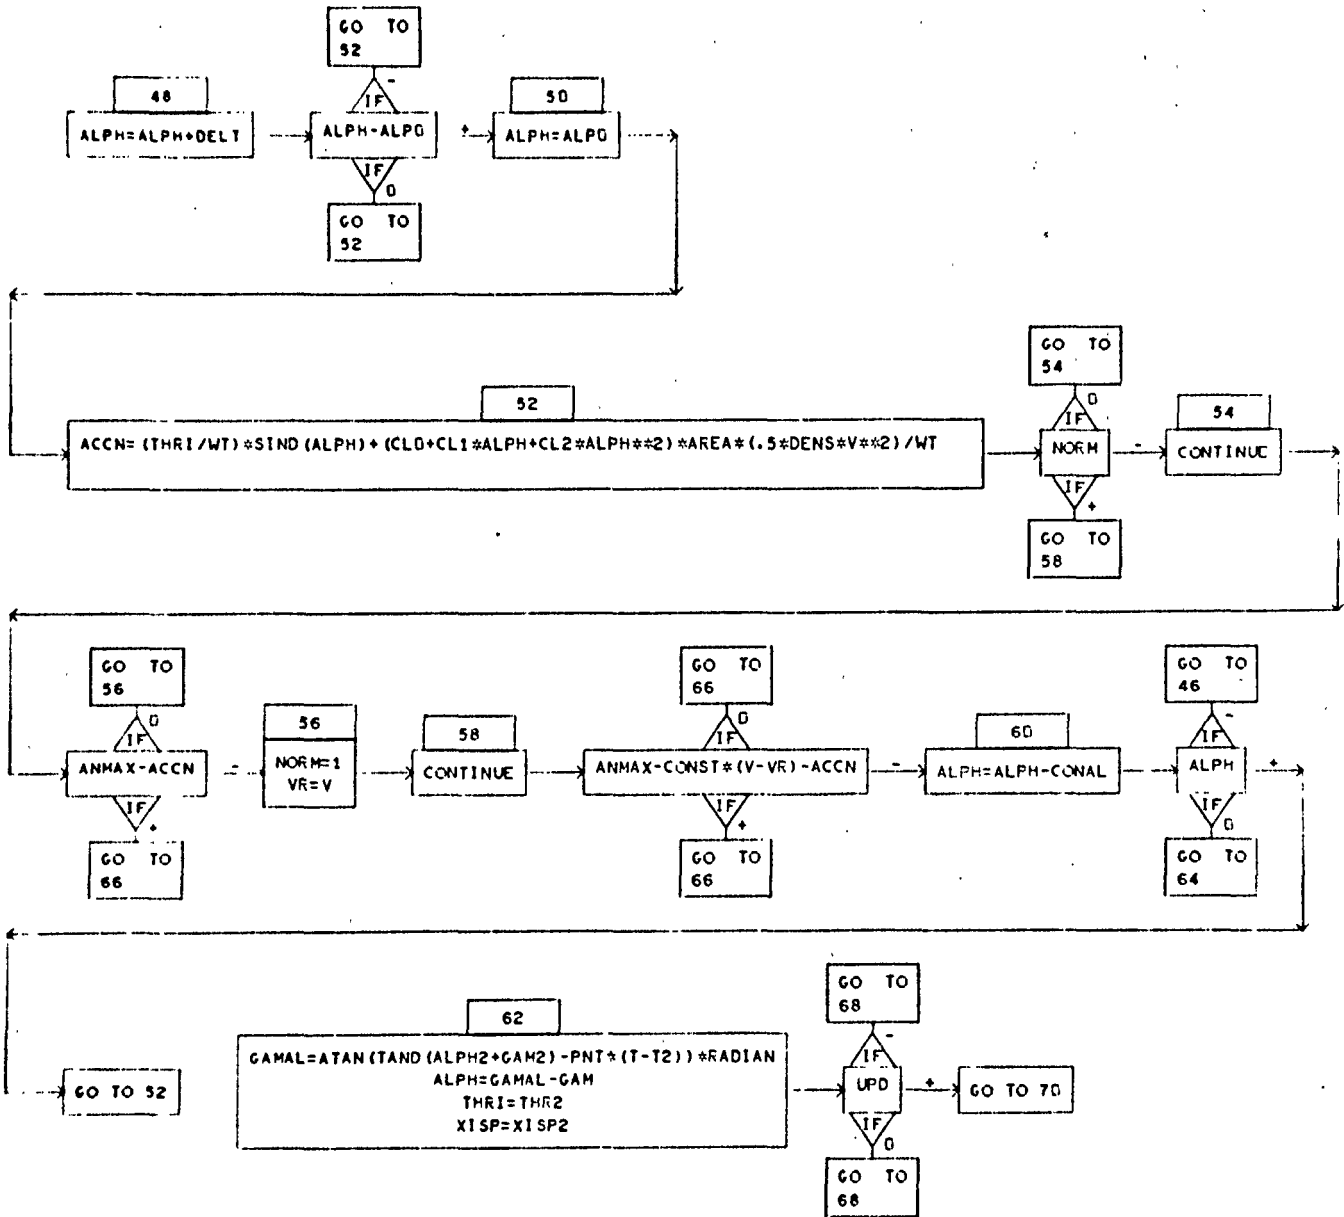 GO TO
52
IF -
48
ALPH=ALPH+DELT
ALPH-ALPO
+
50
ALPH=ALPO
IF 0
GO TO
52
GO TO
54
0
IF
52
ACCN=(THRI/WT)*SIND(ALPH)+(CL0+CL1*ALPH+CL2*ALPH**2)*AREA*(.5*DENS*V**2)/WT
NORM
-
54
CONTINUE
IF +
GO TO
58
GO TO
56
0
IF
ANMAX-ACCN
-
IF
+
GO TO
66
56
NORM=1
VR=V
58
CONTINUE
GO TO
66
0
IF
ANMAX-CONST*(V-VR)-ACCN
-
IF
+
GO TO
66
60
ALPH=ALPH-CONAL
GO TO
46
-
IF
ALPH
+
IF
0
GO TO
64
GO TO 52
62
GAMAL=ATAN(TAND(ALPH2+GAM2)-PNT*(T-T2))*RADIAN
ALPH=GAMAL-GAM
THRI=THR2
XISP=XISP2
GO TO
68
-
IF
UPD
+
GO TO 70
IF
0
GO TO
68